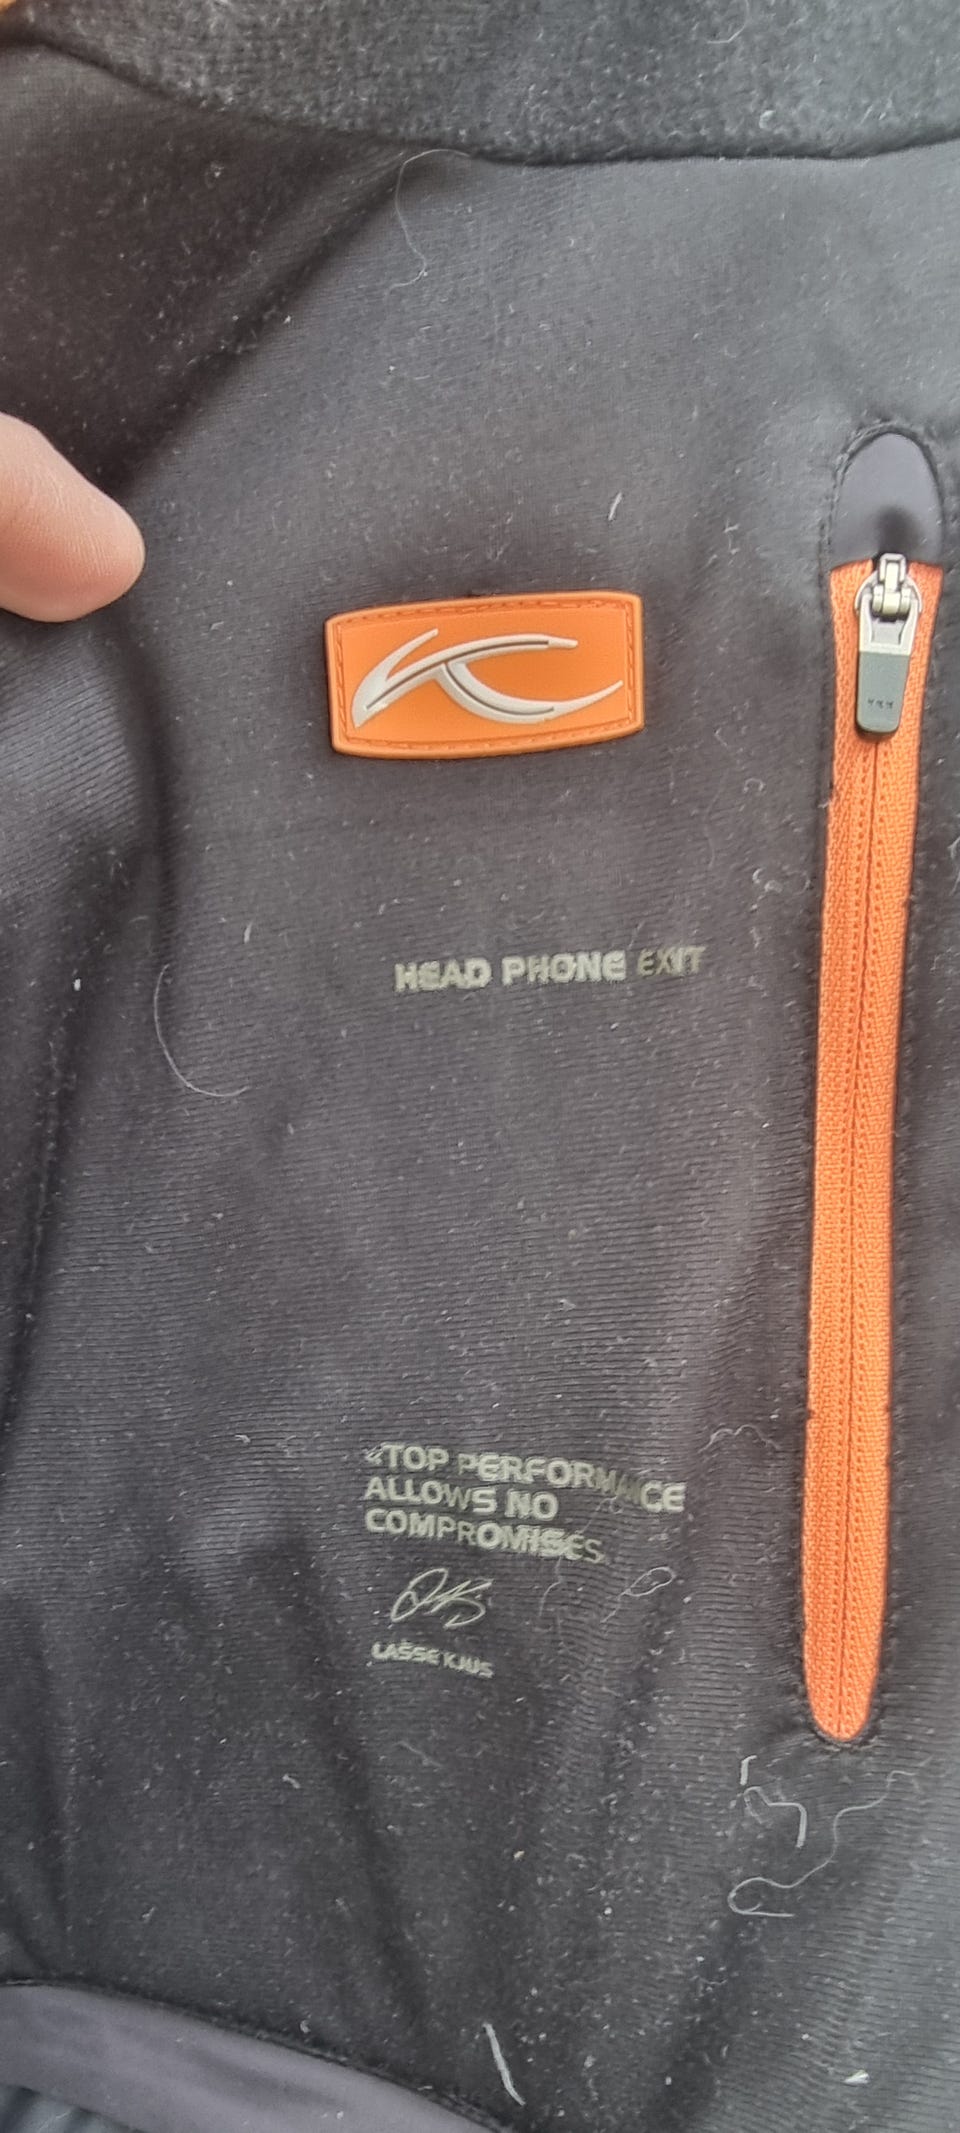 HEAD PHONE EXIT
«TOP PERFORMANCE
ALLOWS NO
COMPROMISES
LASSE KJUS